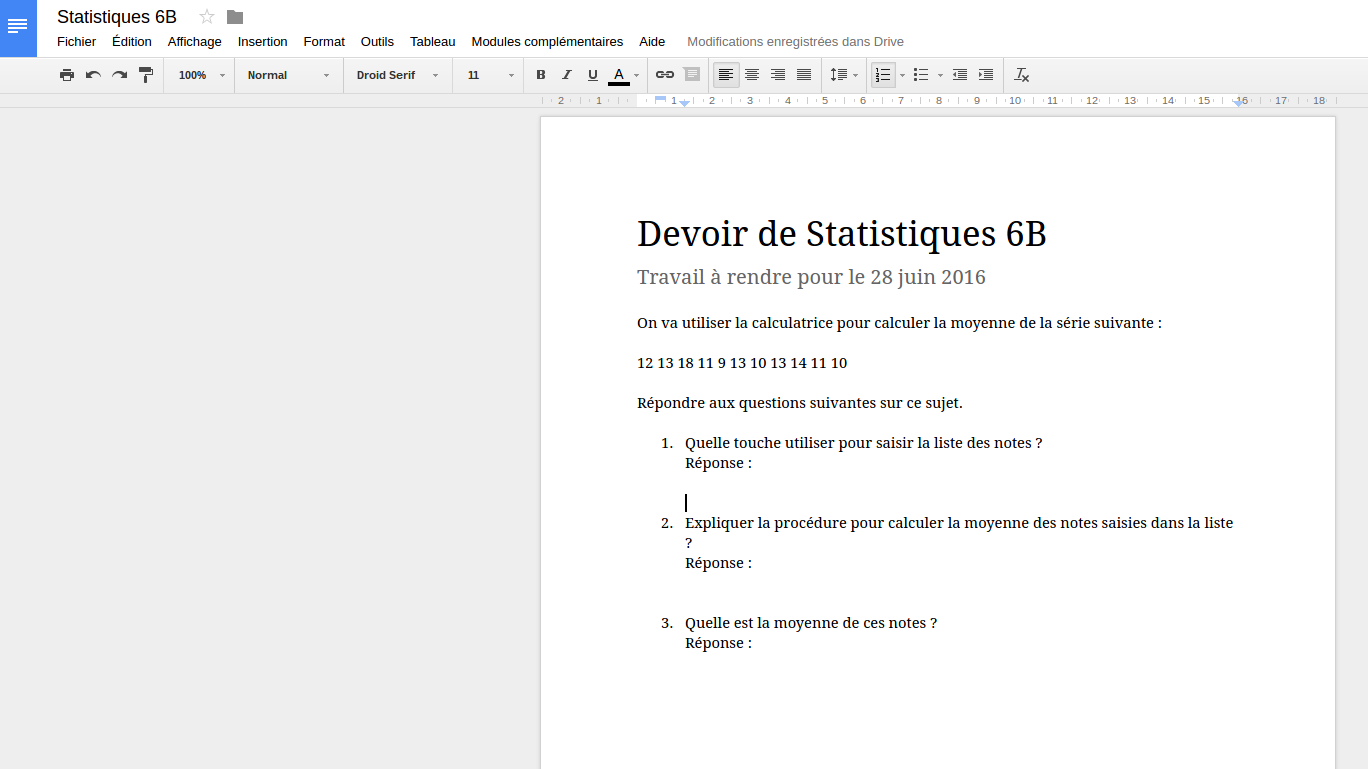 Statistiques 6B
Fichier Édition Affichage Insertion Format Outils Tableau Modules complémentaires Aide Modifications enregistrées dans Drive
100% Normal Droid Serif 11 B I U A
2 1 1 2 3 4 5 6 7 8 9 10 11 12 13 14 15 16 17 18
Devoir de Statistiques 6B
Travail à rendre pour le 28 juin 2016
On va utiliser la calculatrice pour calculer la moyenne de la série suivante :
12 13 18 11 9 13 10 13 14 11 10
Répondre aux questions suivantes sur ce sujet.
1. Quelle touche utiliser pour saisir la liste des notes ?
Réponse :
2. Expliquer la procédure pour calculer la moyenne des notes saisies dans la liste
?
Réponse :
3. Quelle est la moyenne de ces notes ?
Réponse :